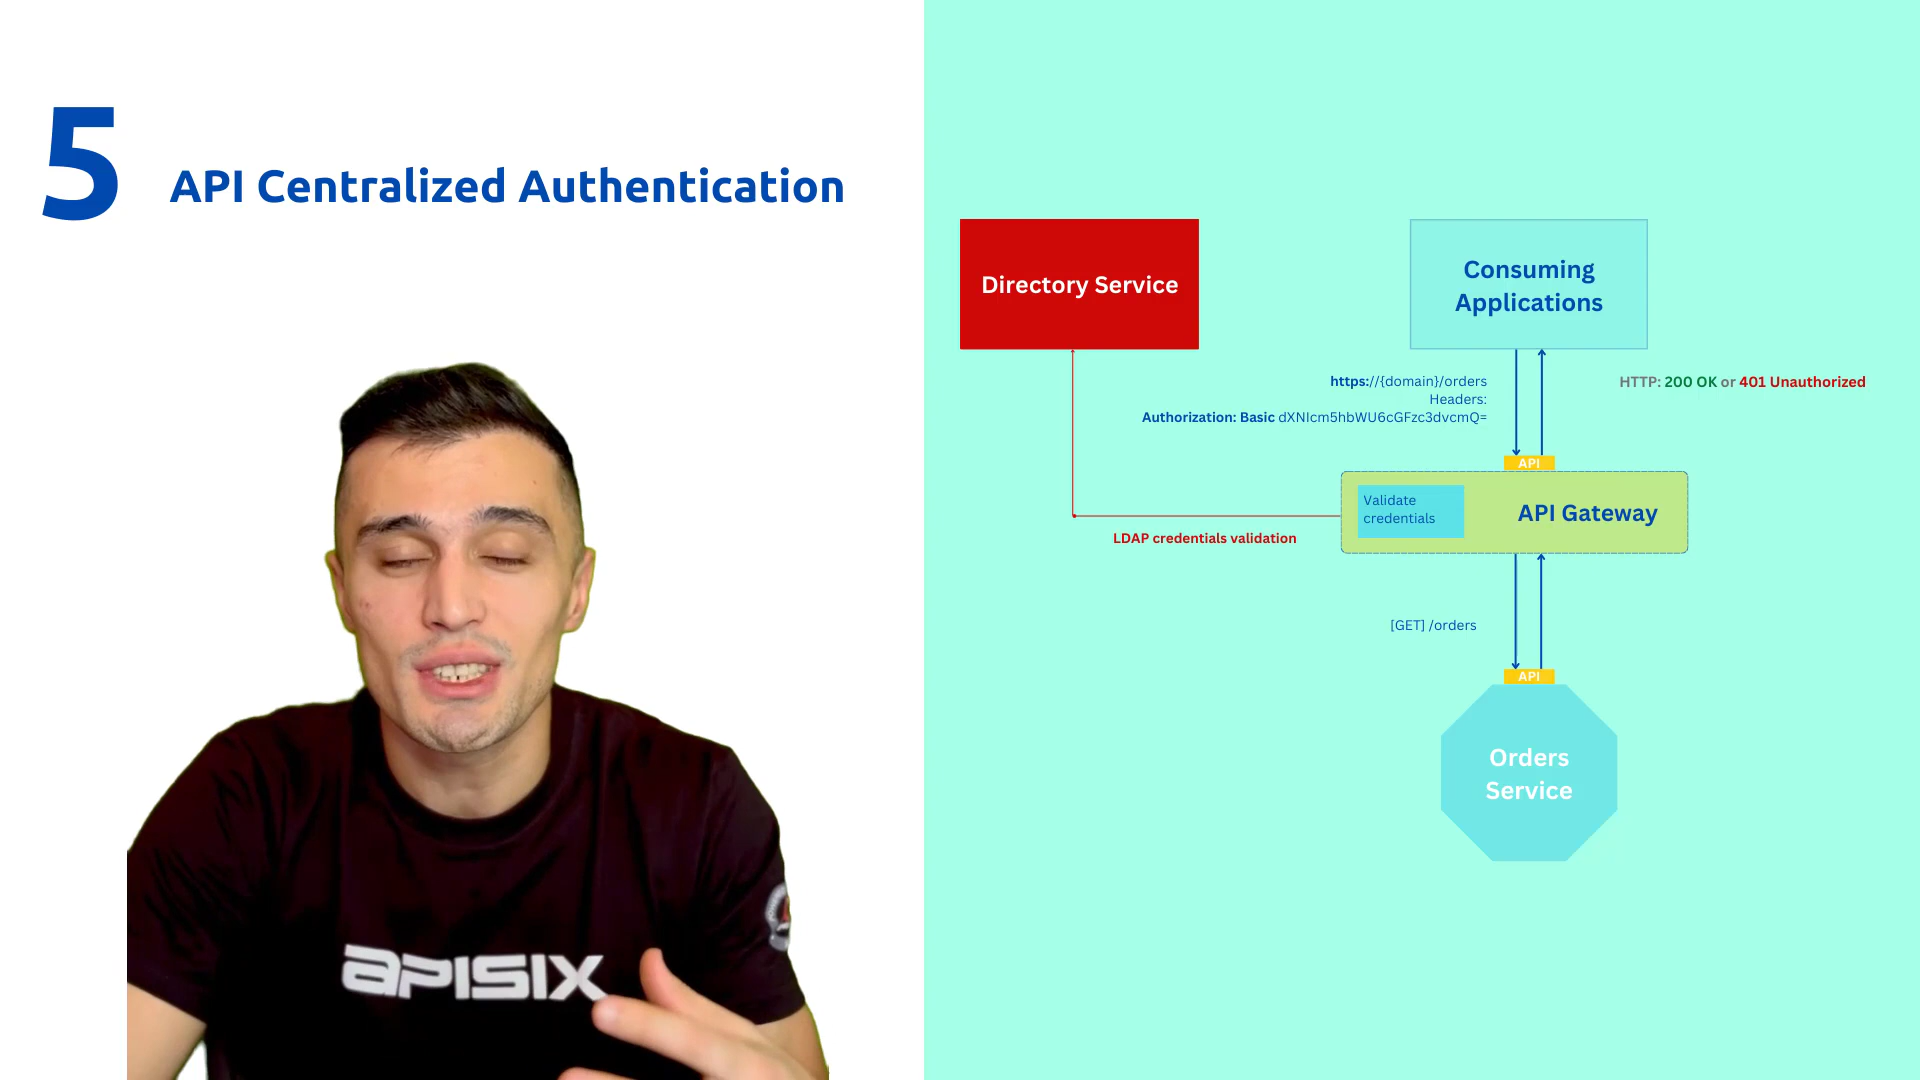 5
API Centralized Authentication
Directory Service
Consuming
Applications
https://{domain}/orders
Headers:
Authorization: Basic dXNlcm5hbWU6cGFzc3dvcmQ=
HTTP: 200 OK or 401 Unauthorized
API
Validate
credentials
API Gateway
LDAP credentials validation
[GET] /orders
API
Orders
Service
APISIX